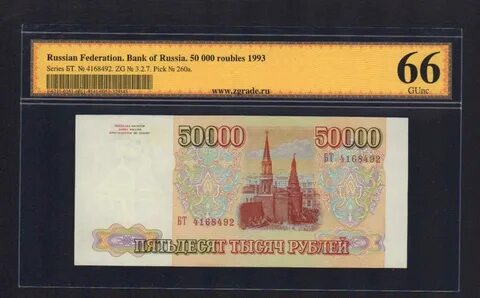 Russian Federation. Bank of Russia. 50 000 roubles 1993
Series БТ. № 4168492. ZG № 3.2.7. Pick № 260a.
www.zgrade.ru
66
GUnc
50000
50000
БТ 4168492
БТ 4168492
ПЯТЬДЕСЯТ ТЫСЯЧ РУБЛЕЙ